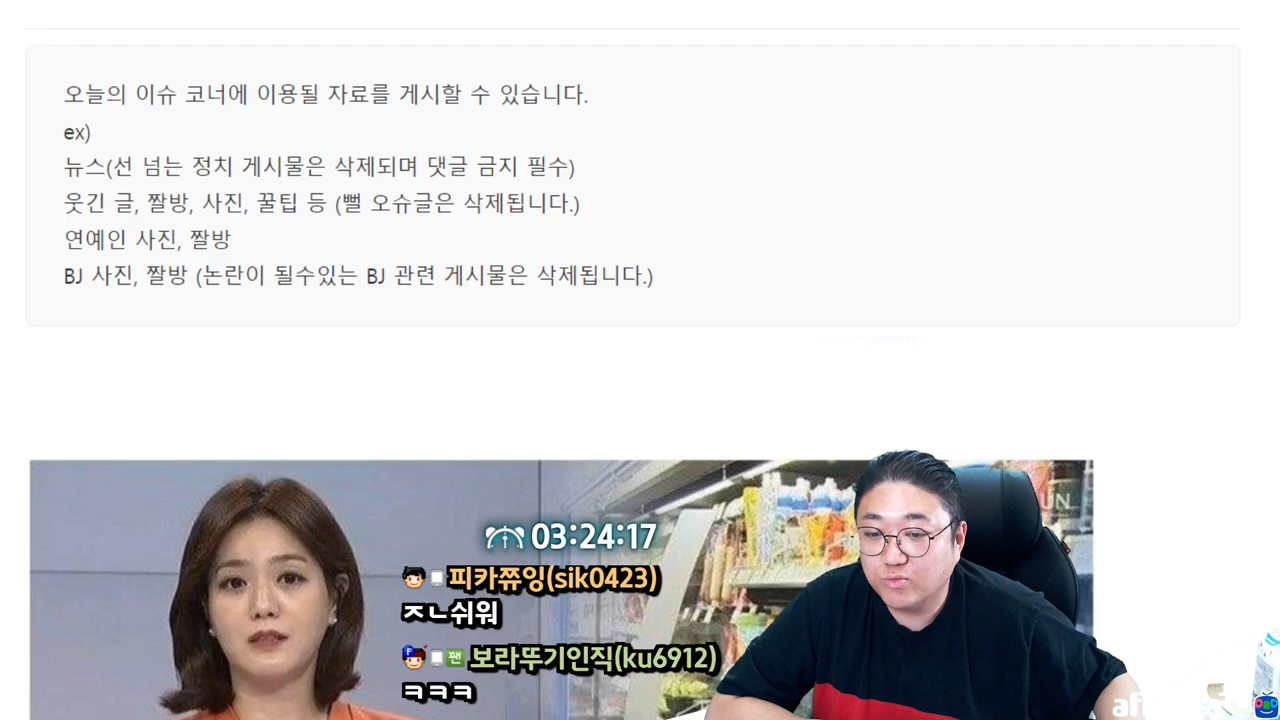 오늘의 이슈 코너에 이용될 자료를 게시할 수 있습니다.
ex)
뉴스(선 넘는 정치 게시물은 삭제되며 댓글 금지 필수)
웃긴 글, 짤방, 사진, 꿀팁 등 (뻘 오슈글은 삭제됩니다.)
연예인 사진, 짤방
BJ 사진, 짤방 (논란이 될수있는 BJ 관련 게시물은 삭제됩니다.)
03:24:17
피카쮸잉(sik0423)
ㅈㄴ쉬워
팬 보라뚜기인직(ku6912)
ㅋㅋㅋ